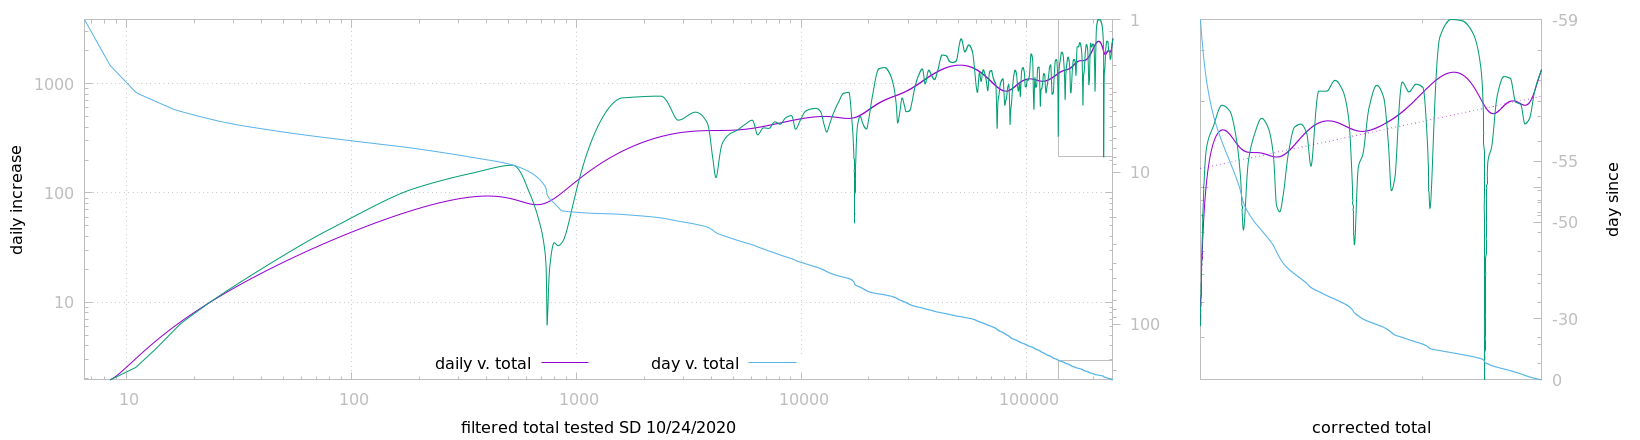 1
-59
1000
daily increase
-55
day since
10
100
-50
10
100
-30
daily v. total
day v. total
0
10
100
1000
10000
100000
filtered total tested SD 10/24/2020
corrected total